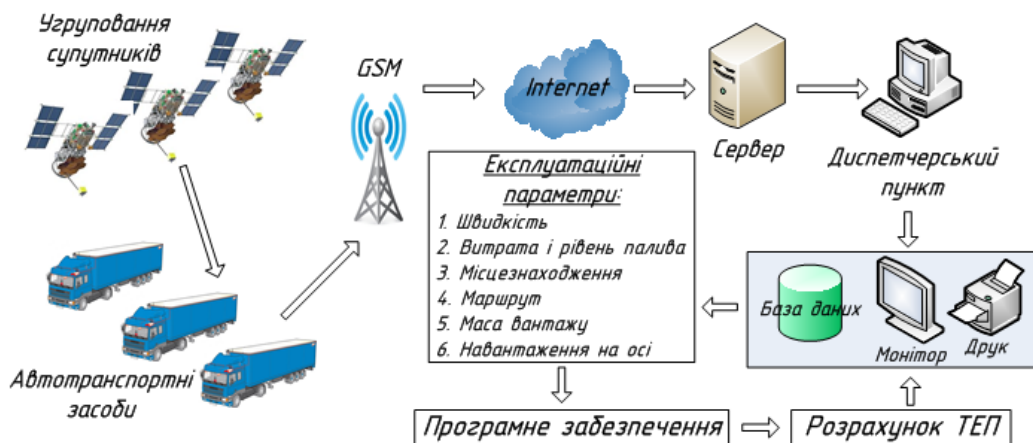 Угруповання
супутників
GSM
Internet
Сервер
Диспетчерський
пункт
Експлуатаційні
параметри:
1. Швидкість
2. Витрата і рівень палива
3. Місцезнаходження
4. Маршрут
5. Маса вантажу
6. Навантаження на осі
База даних
Монітор
Друк
Автотранспортні
засоби
Програмне забезпечення
Розрахунок ТЕП